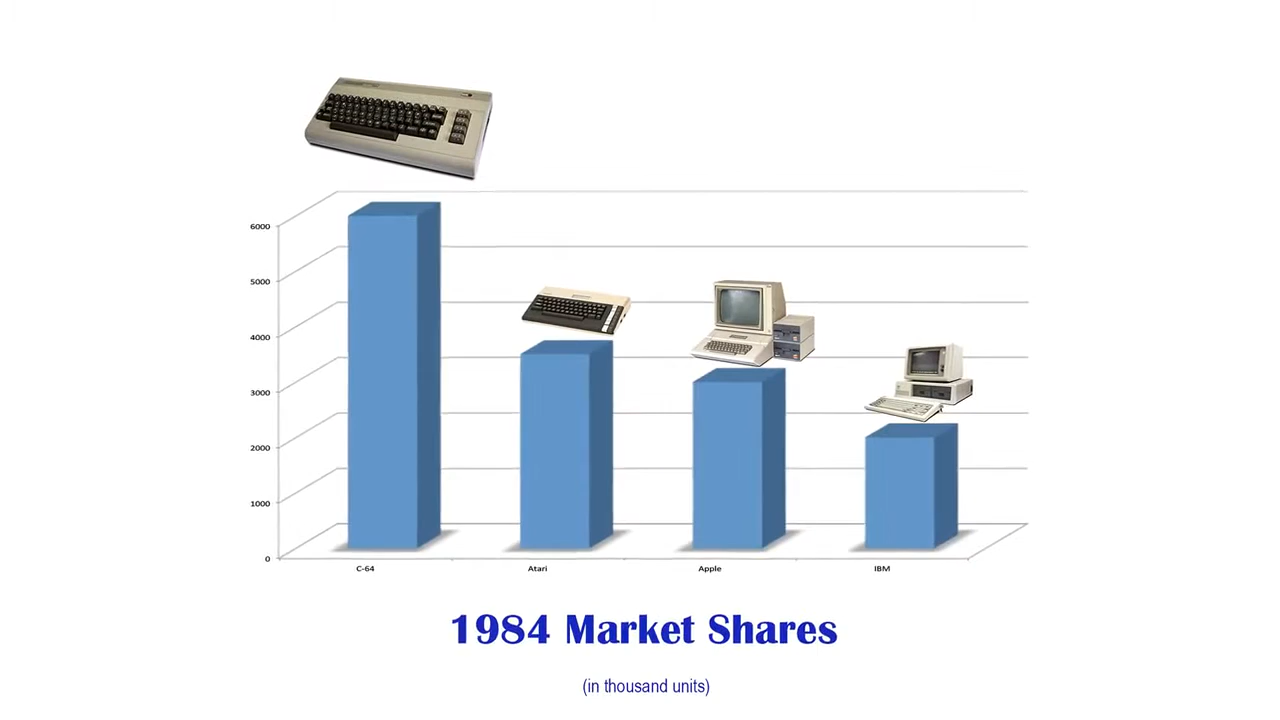 6000
5000
4000
3000
2000
1000
0
C-64 Atari Apple IBM
1984 Market Shares
(in thousand units)